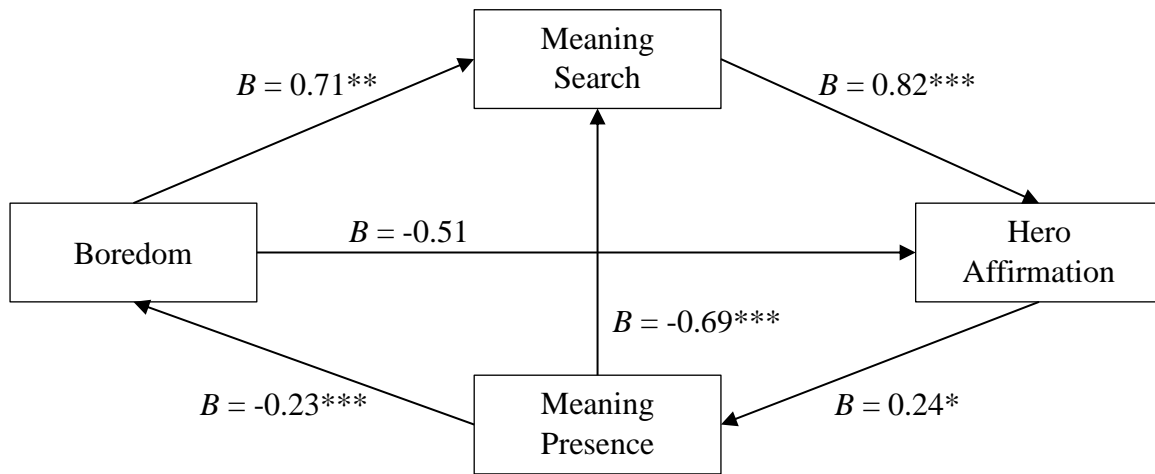 Meaning
Search
B = 0.71**
B = 0.82***
Boredom
B = -0.51
Hero
Affirmation
B = -0.69***
B = -0.23***
Meaning
Presence
B = 0.24*